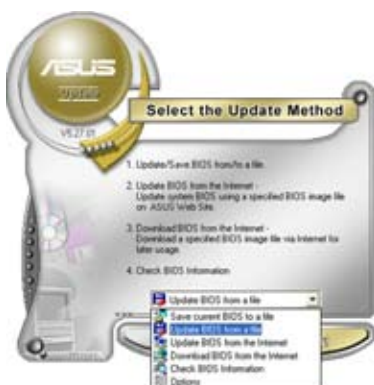 ASUS
Update
V5.27.01
Select the Update Method
1. Update/Save BIOS from/to a file.
2. Update BIOS from the Internet -
Update system BIOS using a specified BIOS image file
on ASUS Web Site.
3. Download BIOS from the Internet -
Download a specified BIOS image file via Internet for
later usage.
4. Check BIOS Information
Update BIOS from a file
Save current BIOS to a file
Update BIOS from a file
Update BIOS from the Internet
Download BIOS from the Internet
Check BIOS Information
Options